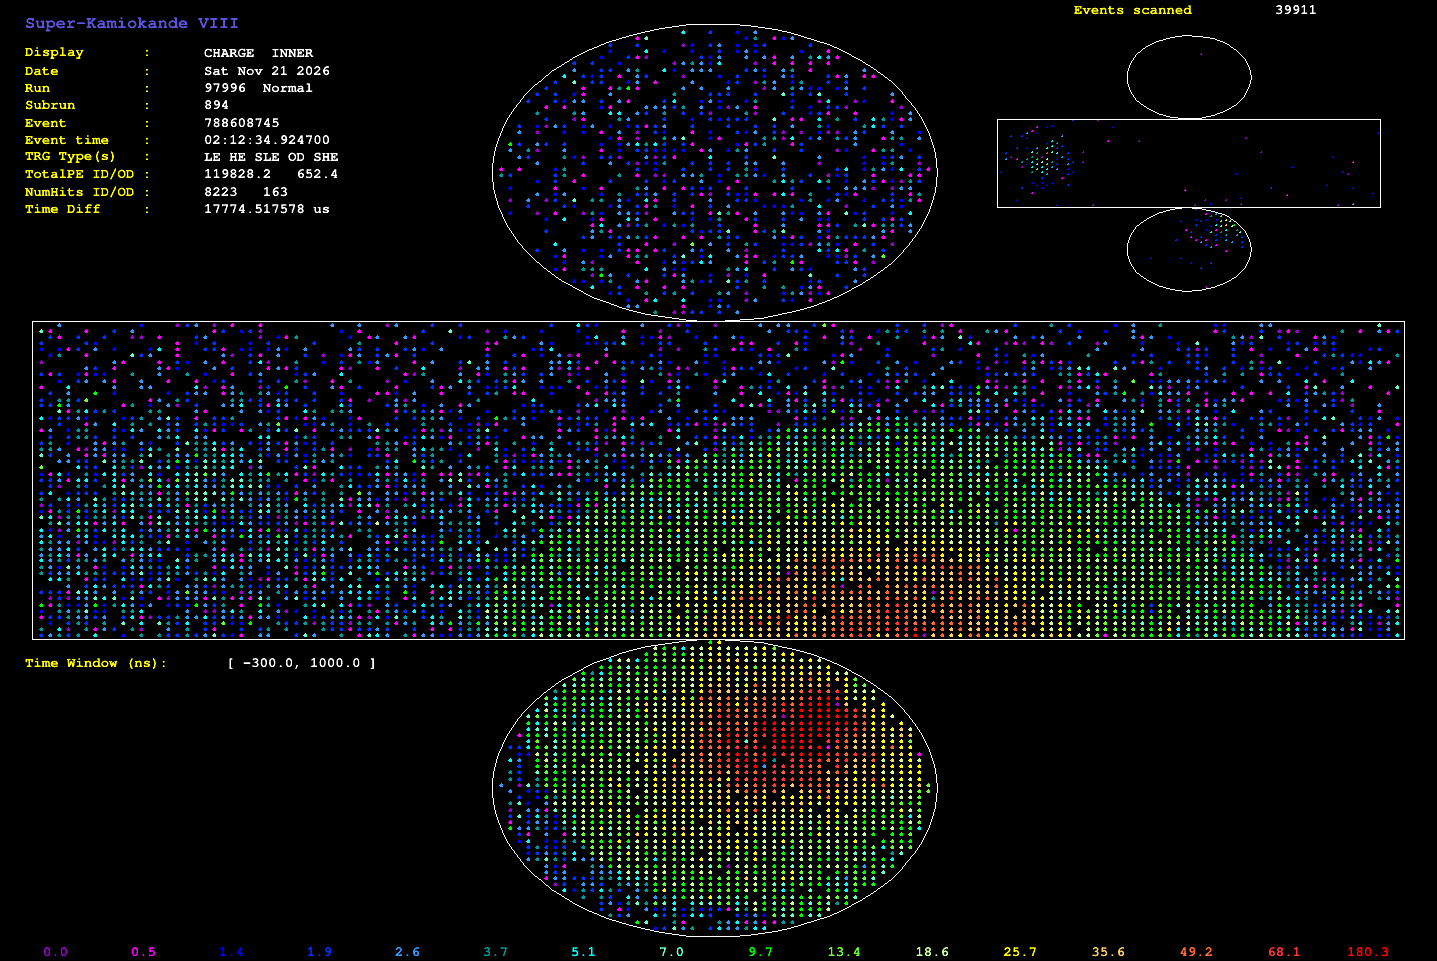 Super-Kamiokande VIII
Events scanned 39911
Display : CHARGE INNER
Date : Sat Nov 21 2026
Run : 97996 Normal
Subrun : 894
Event : 788608745
Event time : 02:12:34.924700
TRG Type(s) : LE HE SLE OD SHE
TotalPE ID/OD : 119828.2 652.4
NumHits ID/OD : 8223 163
Time Diff : 17774.517578 us
Time Window (ns): [ -300.0, 1000.0 ]
0.0 0.5 1.4 1.9 2.6 3.7 5.1 7.0 9.7 13.4 18.6 25.7 35.6 49.2 68.1 180.3